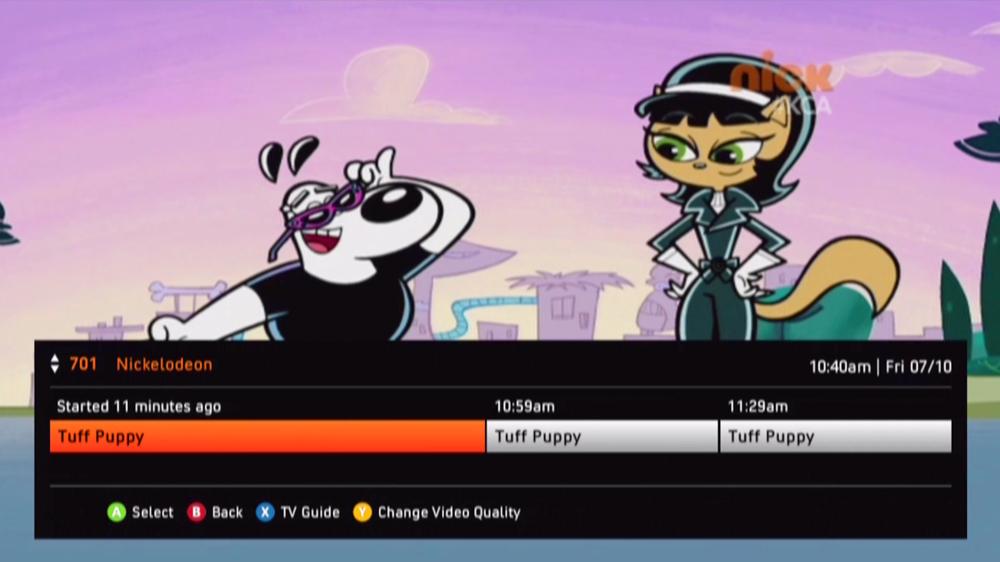 nick
701 Nickelodeon
10:40am | Fri 07/10
Started 11 minutes ago
10:59am
11:29am
Tuff Puppy
Tuff Puppy
Tuff Puppy
A Select B Back X TV Guide Y Change Video Quality